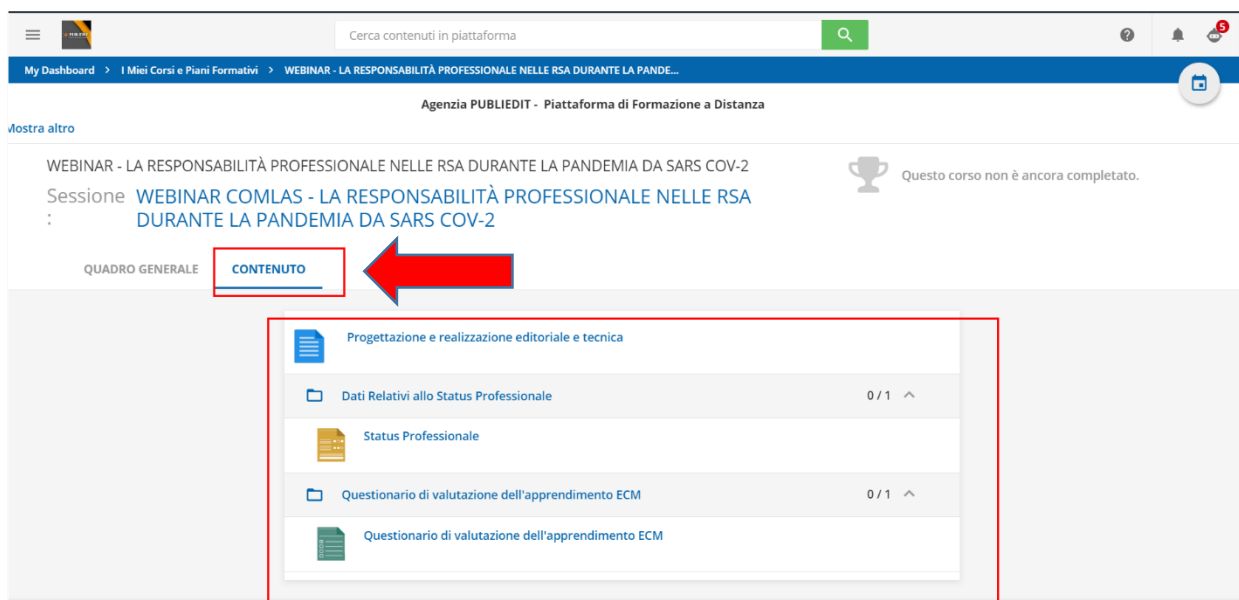 Cerca contenuti in piattaforma
5
My Dashboard > I Miei Corsi e Piani Formativi > WEBINAR - LA RESPONSABILITÀ PROFESSIONALE NELLE RSA DURANTE LA PANDE...
Agenzia PUBLIEDIT - Piattaforma di Formazione a Distanza
Mostra altro
WEBINAR - LA RESPONSABILITÀ PROFESSIONALE NELLE RSA DURANTE LA PANDEMIA DA SARS COV-2
Questo corso non è ancora completato.
Sessione : WEBINAR COMLAS - LA RESPONSABILITÀ PROFESSIONALE NELLE RSA
DURANTE LA PANDEMIA DA SARS COV-2
QUADRO GENERALE CONTENUTO
Progettazione e realizzazione editoriale e tecnica
Dati Relativi allo Status Professionale 0 / 1
Status Professionale
Questionario di valutazione dell'apprendimento ECM 0 / 1
Questionario di valutazione dell'apprendimento ECM